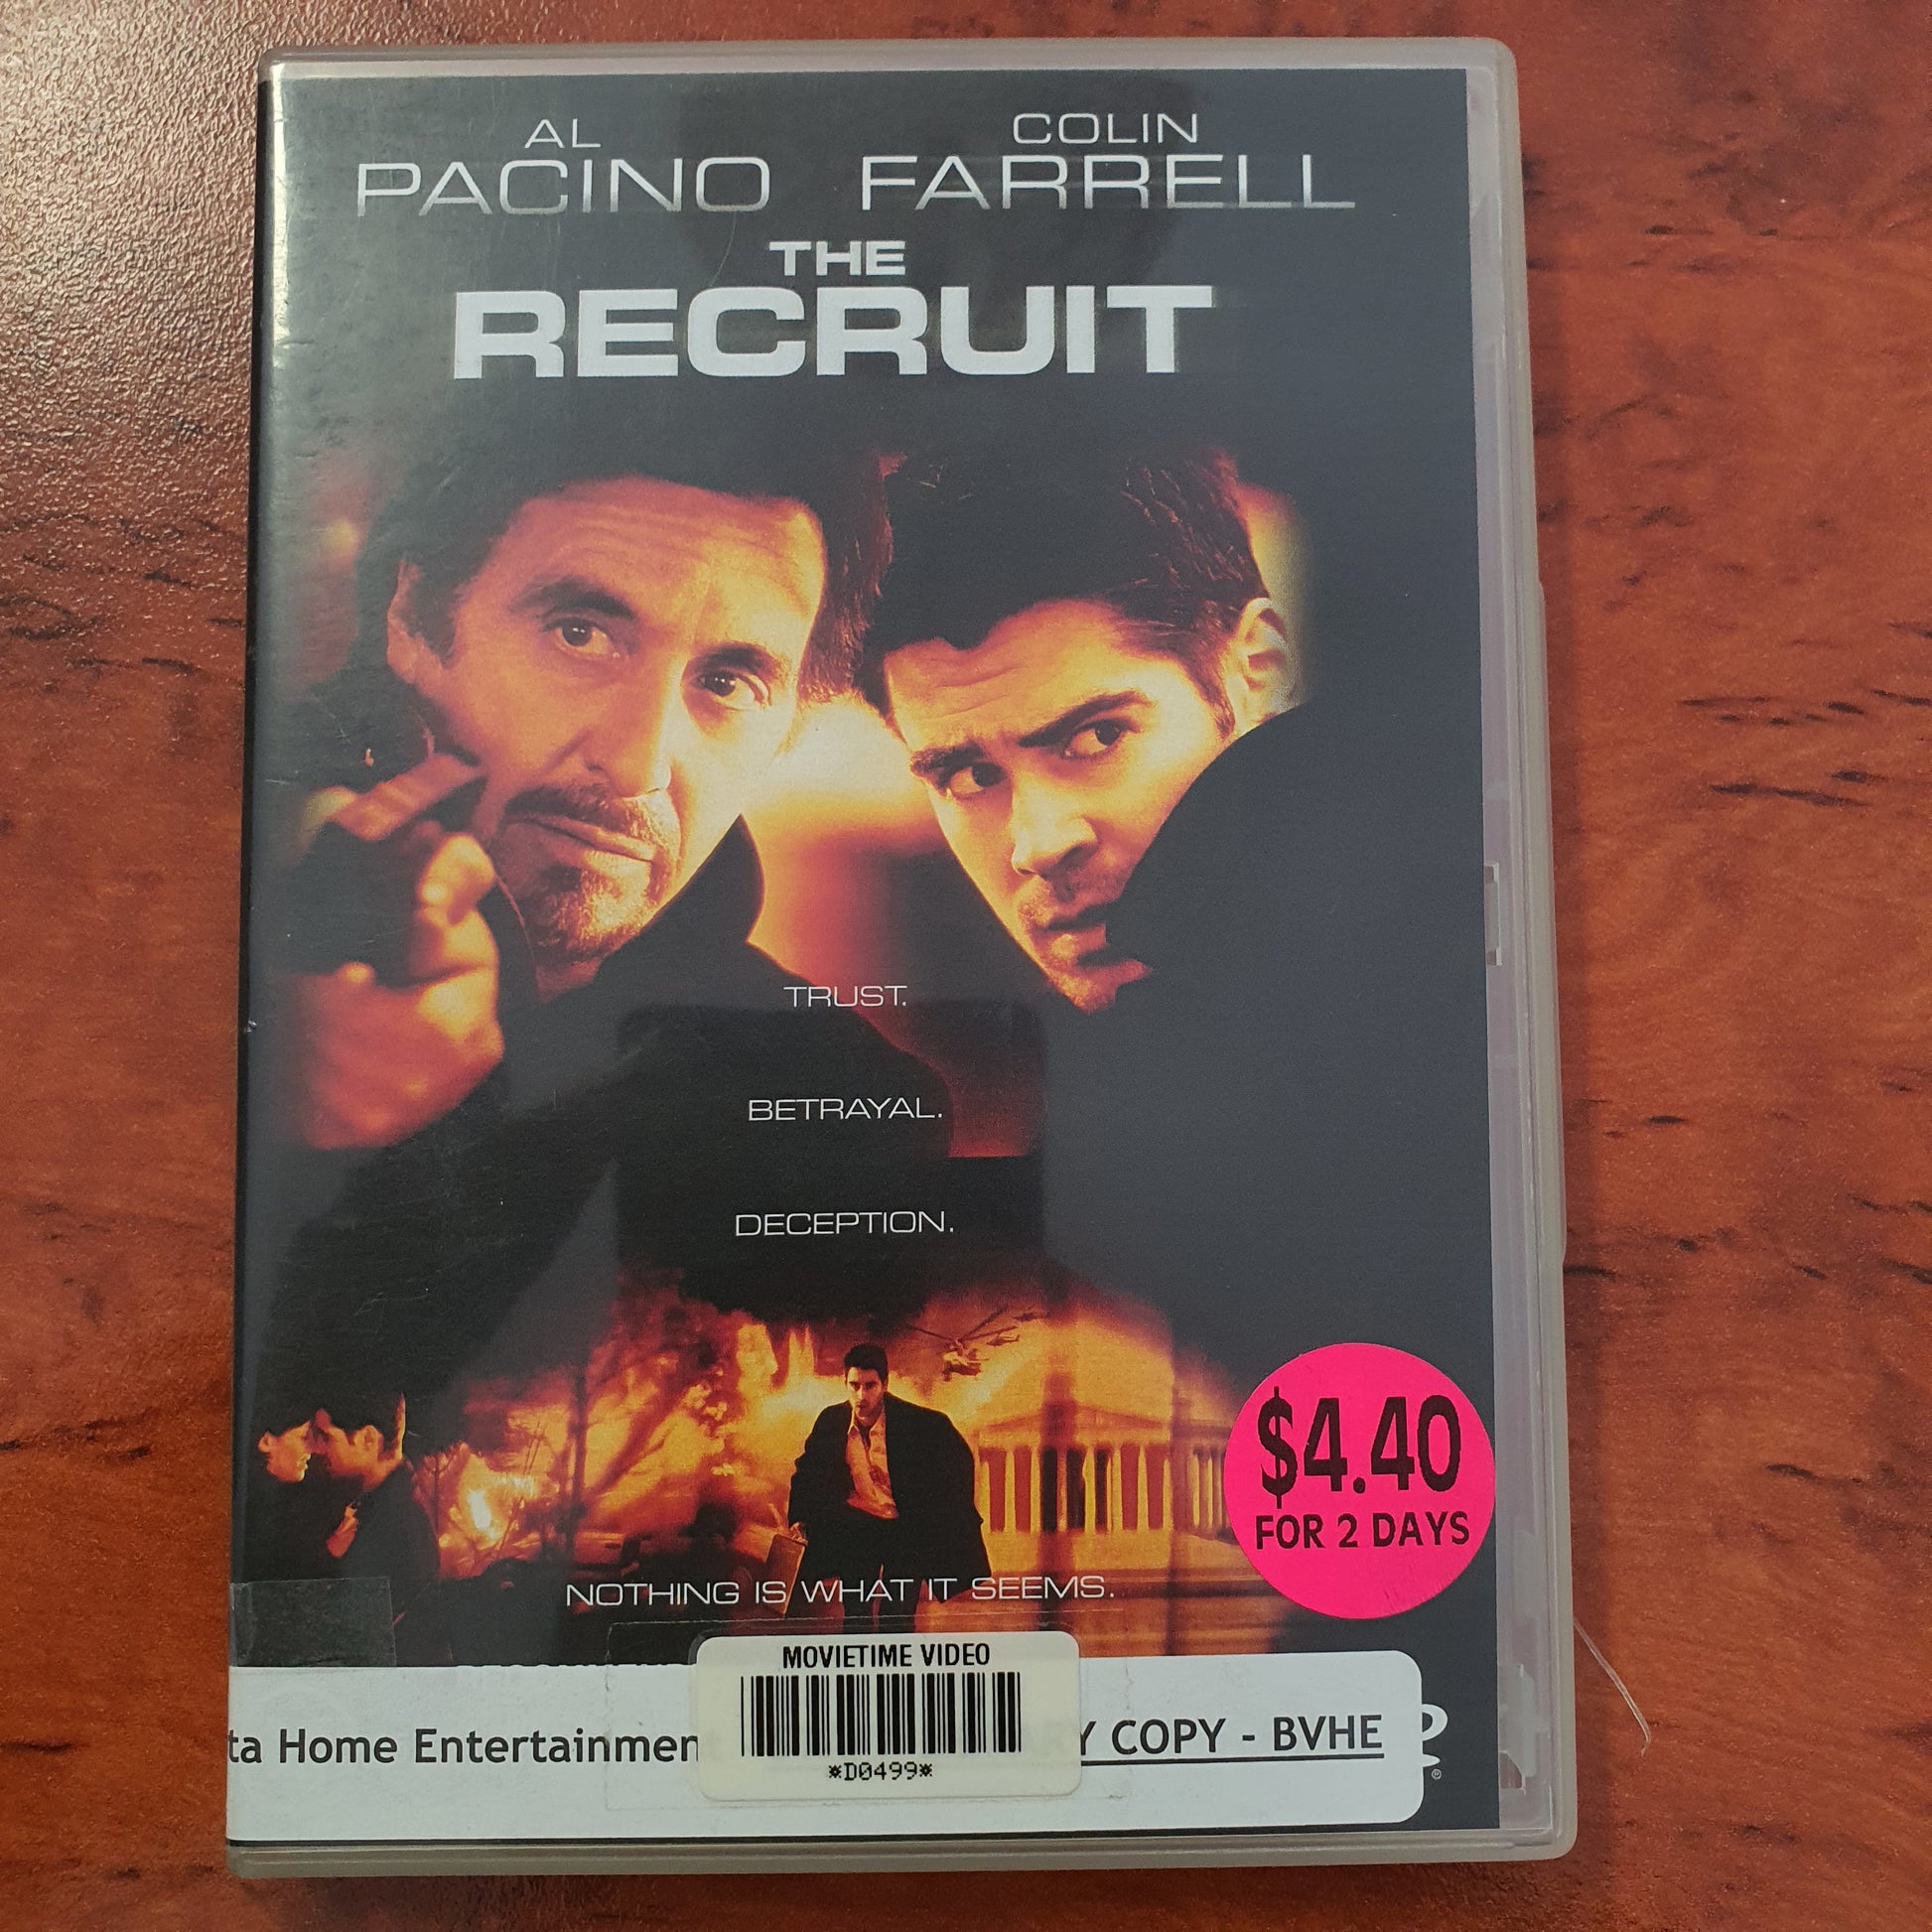 AL
PACINO
COLIN
FARRELL
THE
RECRUIT
TRUST.
BETRAYAL.
DECEPTION.
$4.40
FOR 2 DAYS
NOTHING IS WHAT IT SEEMS.
MOVIETIME VIDEO
*D0499*
ta Home Entertainmen
Y COPY - BVHE
®